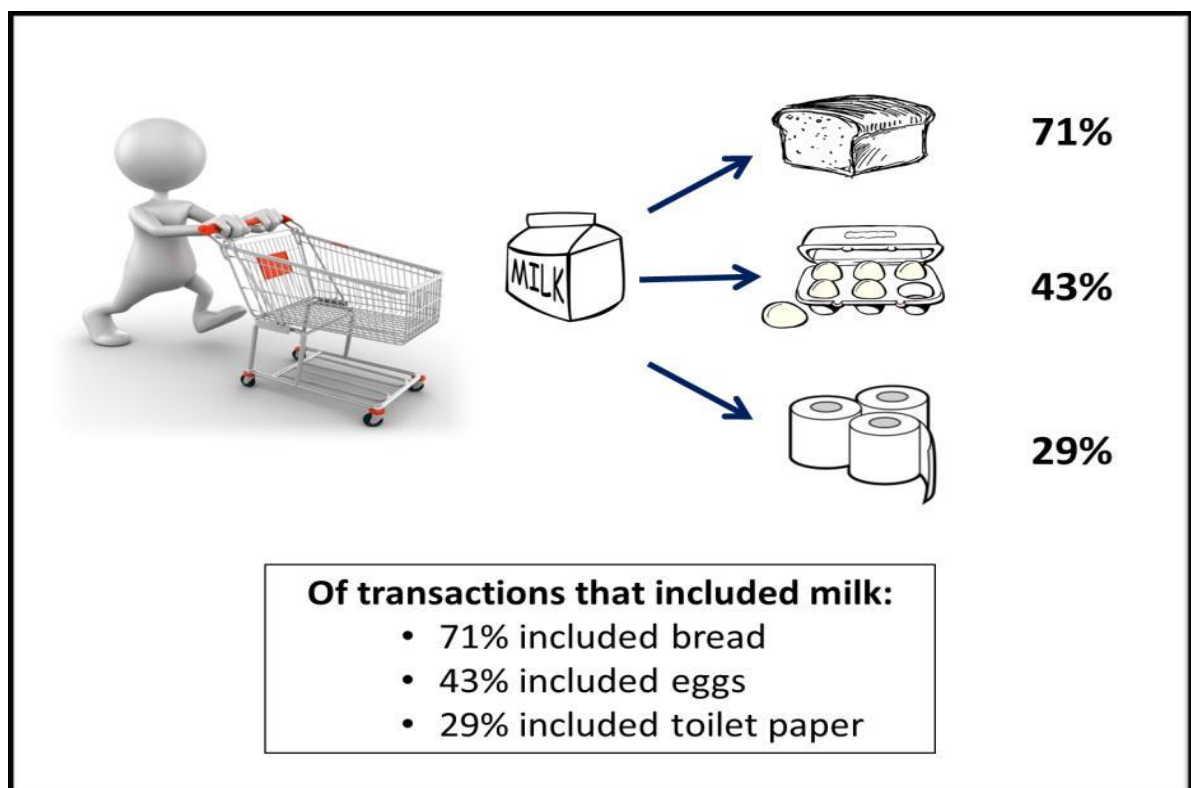 71%
MILK
43%
29%
Of transactions that included milk:
• 71% included bread
• 43% included eggs
• 29% included toilet paper